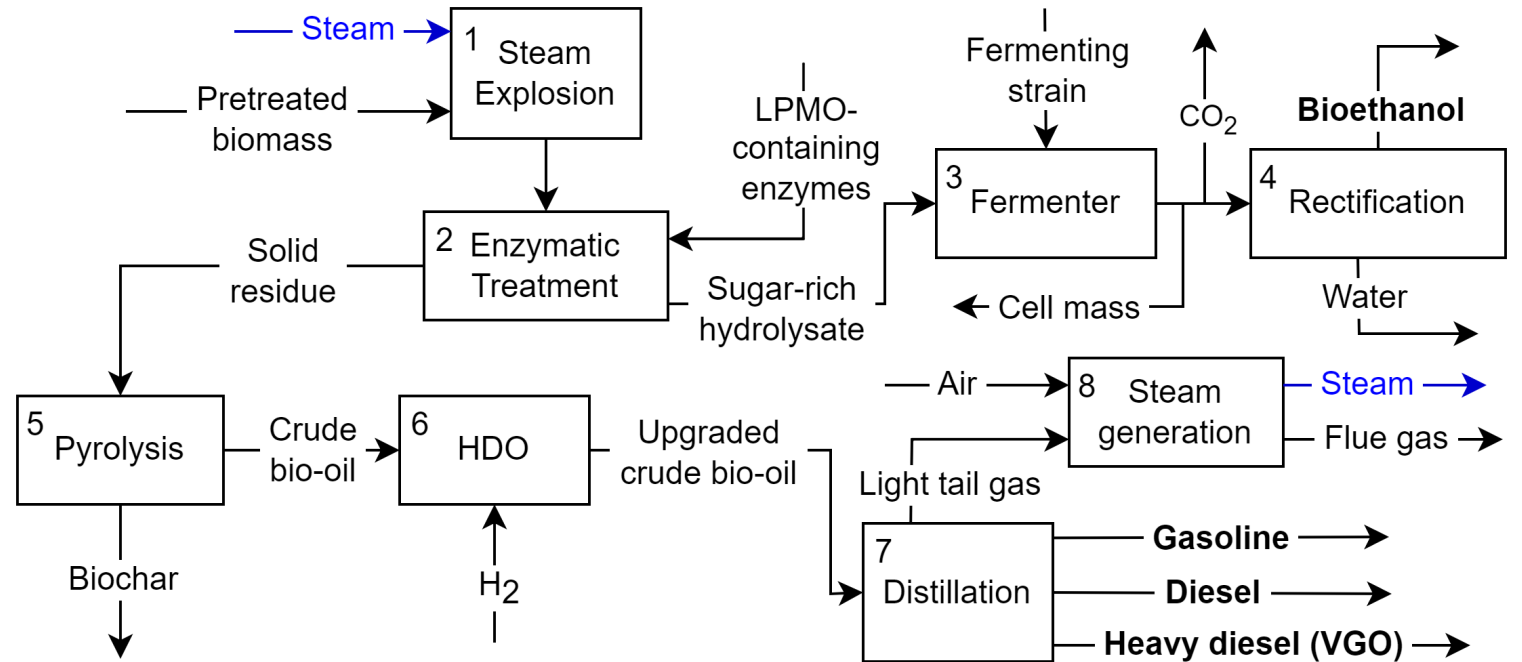 Steam
1
Steam
Explosion
Pretreated
biomass
LPMO-
containing
enzymes
Fermenting
strain
CO2
Bioethanol
3
Fermenter
4
Rectification
2
Enzymatic
Treatment
Solid
residue
Sugar-rich
hydrolysate
Cell mass
Water
5
Pyrolysis
Crude
bio-oil
6
HDO
Upgraded
crude bio-oil
Air
8
Steam
generation
Steam
Flue gas
Light tail gas
Biochar
H2
7
Distillation
Gasoline
Diesel
Heavy diesel (VGO)